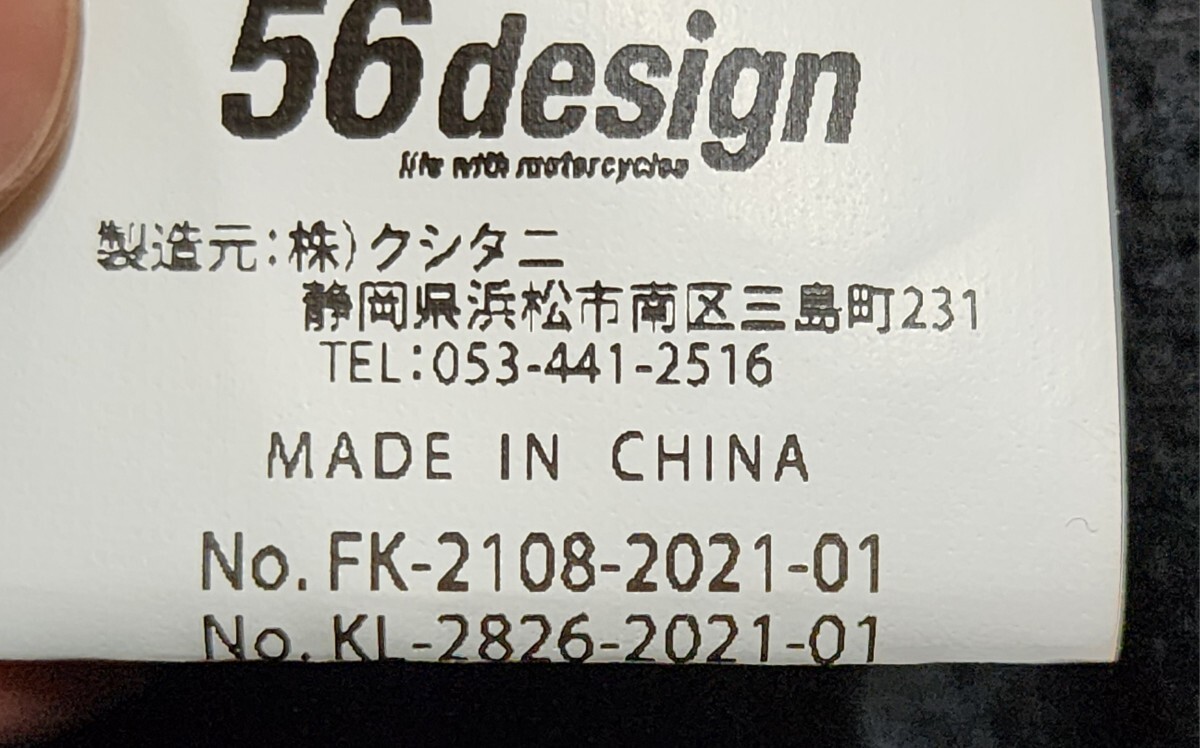 56design
life with motorcycles
製造元:株)クシタニ
静岡県浜松市南区三島町231
TEL:053-441-2516
MADE IN CHINA
No. FK-2108-2021-01
No. KL-2826-2021-01